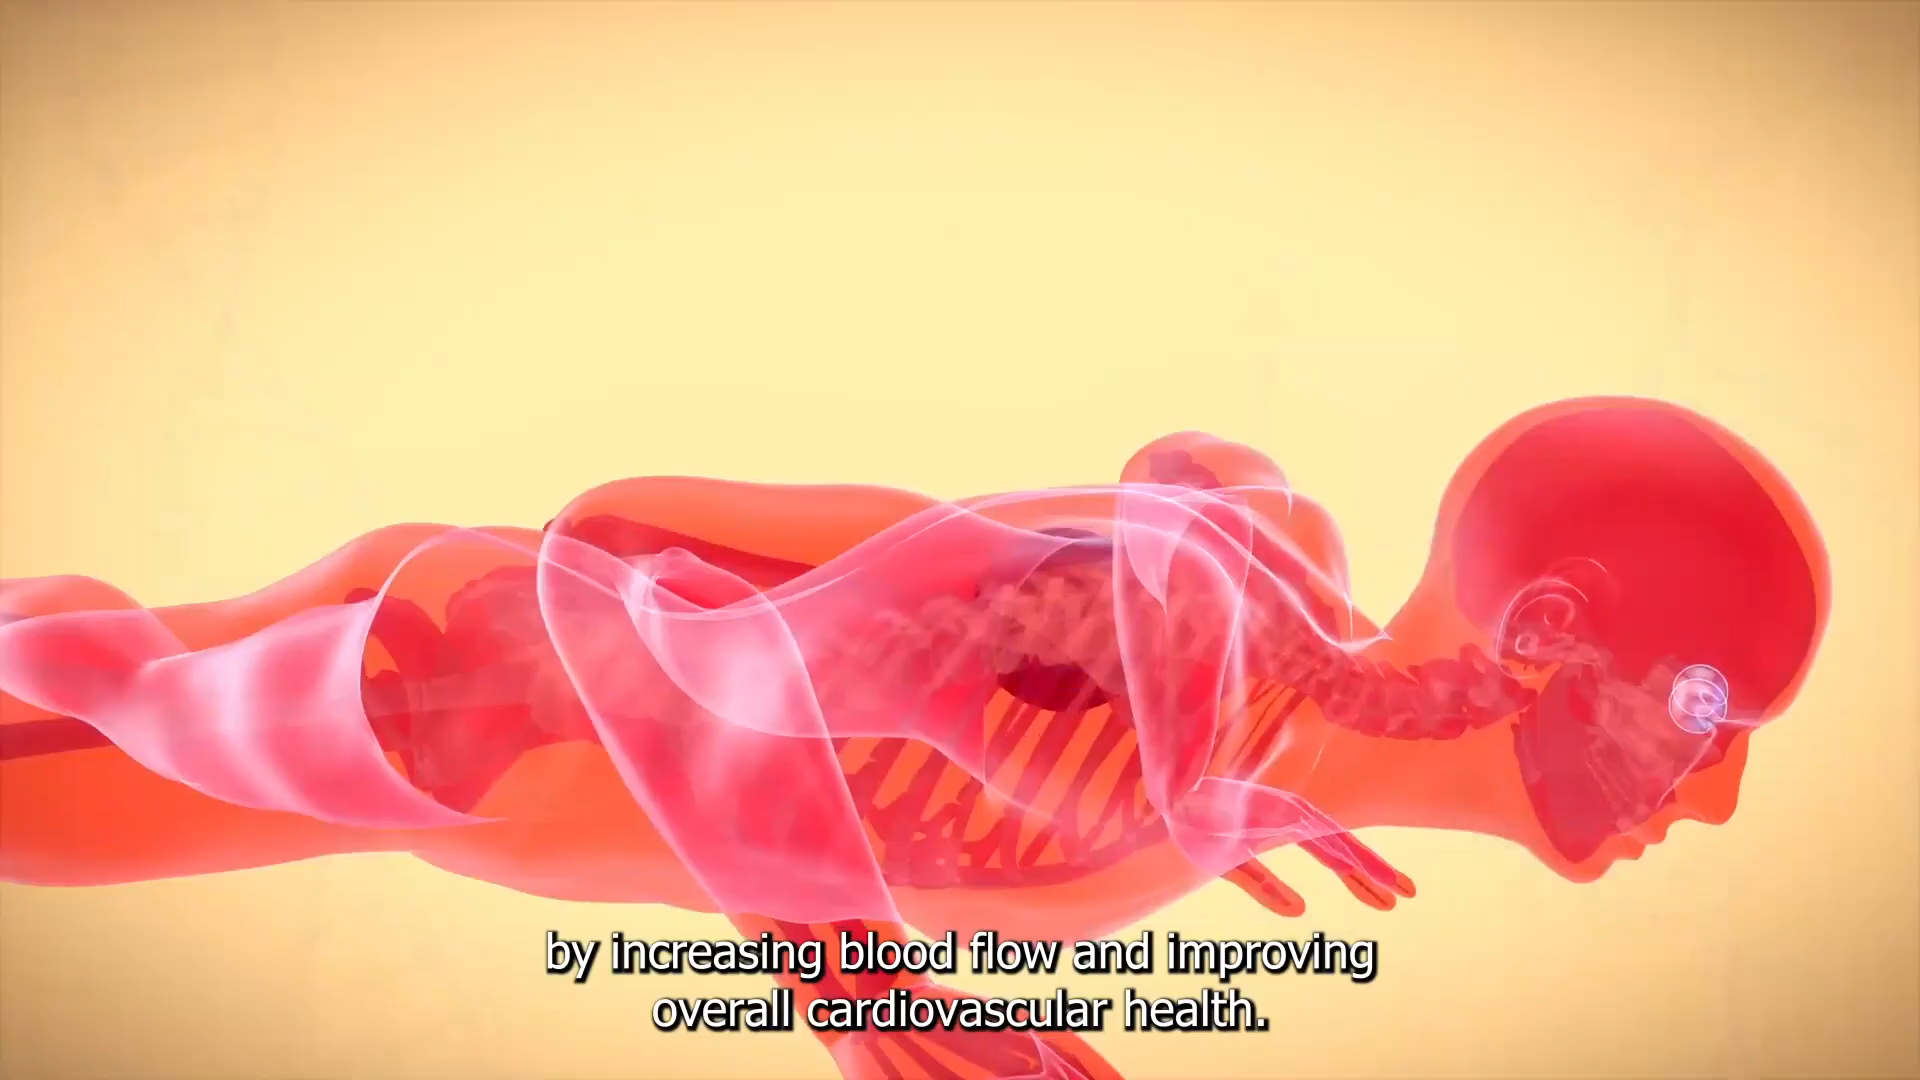 by increasing blood flow and improving
overall cardiovascular health.